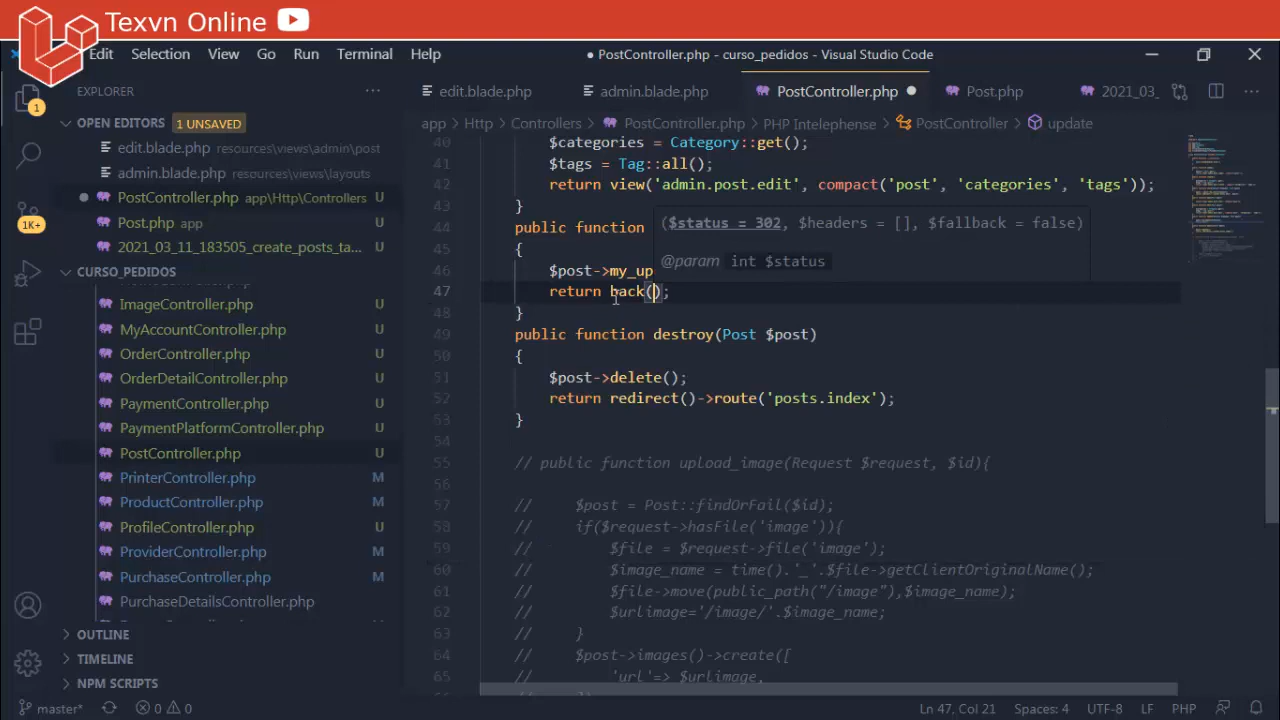 Texvn Online
Edit Selection View Go Run Terminal Help
PostController.php - curso_pedidos - Visual Studio Code
EXPLORER
edit.blade.php admin.blade.php PostController.php Post.php 2021_03_
OPEN EDITORS 1 UNSAVED
app > Http > Controllers > PostController.php > PHP Intelephense > PostController > update
edit.blade.php resources\views\admin\post
admin.blade.php resources\views\layouts
PostController.php app\Http\Controllers U
Post.php app U
2021_03_11_183505_create_posts_ta... U
CURSO_PEDIDOS
ImageController.php U
MyAccountController.php U
OrderController.php U
OrderDetailController.php U
PaymentController.php U
PaymentPlatformController.php U
PostController.php U
PrinterController.php M
ProductController.php M
ProfileController.php U
ProviderController.php M
PurchaseController.php M
PurchaseDetailsController.php
OUTLINE
TIMELINE
NPM SCRIPTS
1
1K+
40 $categories = Category::get();
41 $tags = Tag::all();
42 return view('admin.post.edit', compact('post', 'categories', 'tags'));
43 }
44 public function
($status = 302, $headers = [], $fallback = false)
@param int $status
45 {
46 $post->my_up
47 return back();
48 }
49 public function destroy(Post $post)
50 {
51 $post->delete();
52 return redirect()->route('posts.index');
53 }
54
55 // public function upload_image(Request $request, $id){
56
57 // $post = Post::findOrFail($id);
58 // if($request->hasFile('image')){
59 // $file = $request->file('image');
60 // $image_name = time().'_'.$file->getClientOriginalName();
61 // $file->move(public_path("/image"),$image_name);
62 // $urlimage='/image/'.$image_name;
63 // }
64 // $post->images()->create([
65 // 'url'=> $urlimage,
master* 0 0 Ln 47, Col 21 Spaces: 4 UTF-8 LF PHP